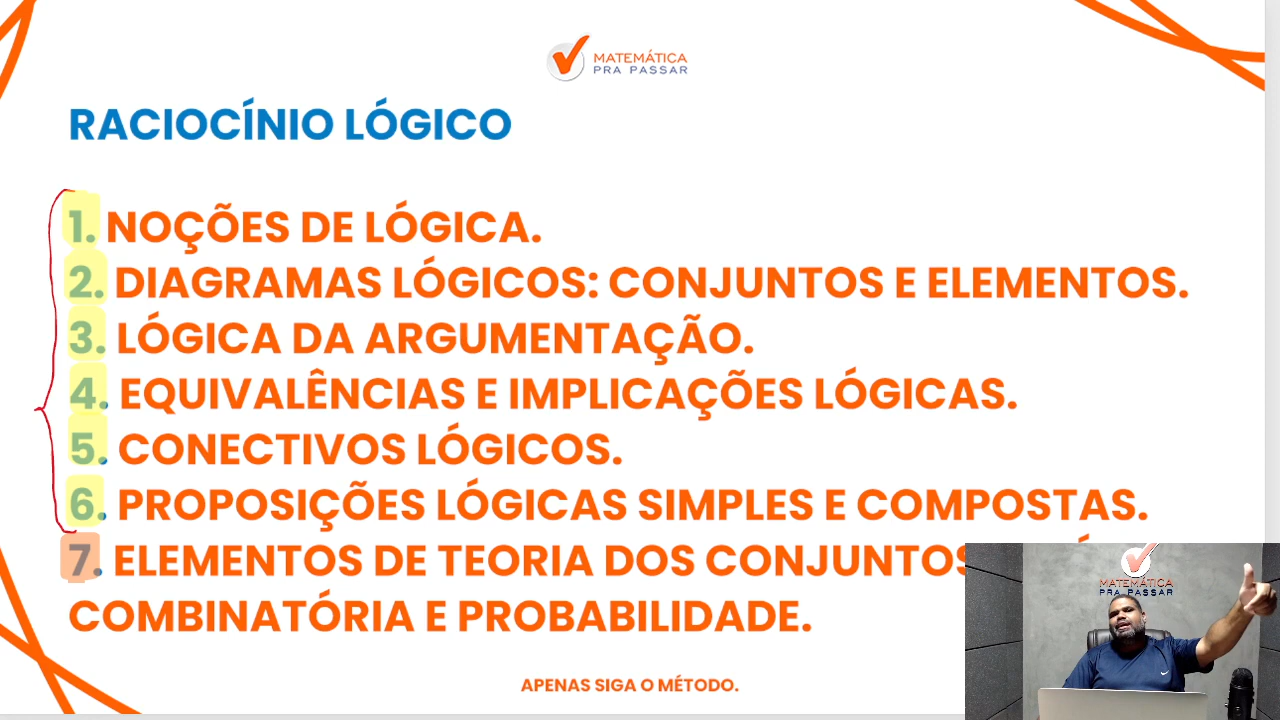 MATEMÁTICA
PRA PASSAR
RACIOCÍNIO LÓGICO
1. NOÇÕES DE LÓGICA.
2. DIAGRAMAS LÓGICOS: CONJUNTOS E ELEMENTOS.
3. LÓGICA DA ARGUMENTAÇÃO.
4. EQUIVALÊNCIAS E IMPLICAÇÕES LÓGICAS.
5. CONECTIVOS LÓGICOS.
6. PROPOSIÇÕES LÓGICAS SIMPLES E COMPOSTAS.
7. ELEMENTOS DE TEORIA DOS CONJUNTOS
COMBINATÓRIA E PROBABILIDADE.
MATEMÁTICA
PRA PASSAR
APENAS SIGA O MÉTODO.